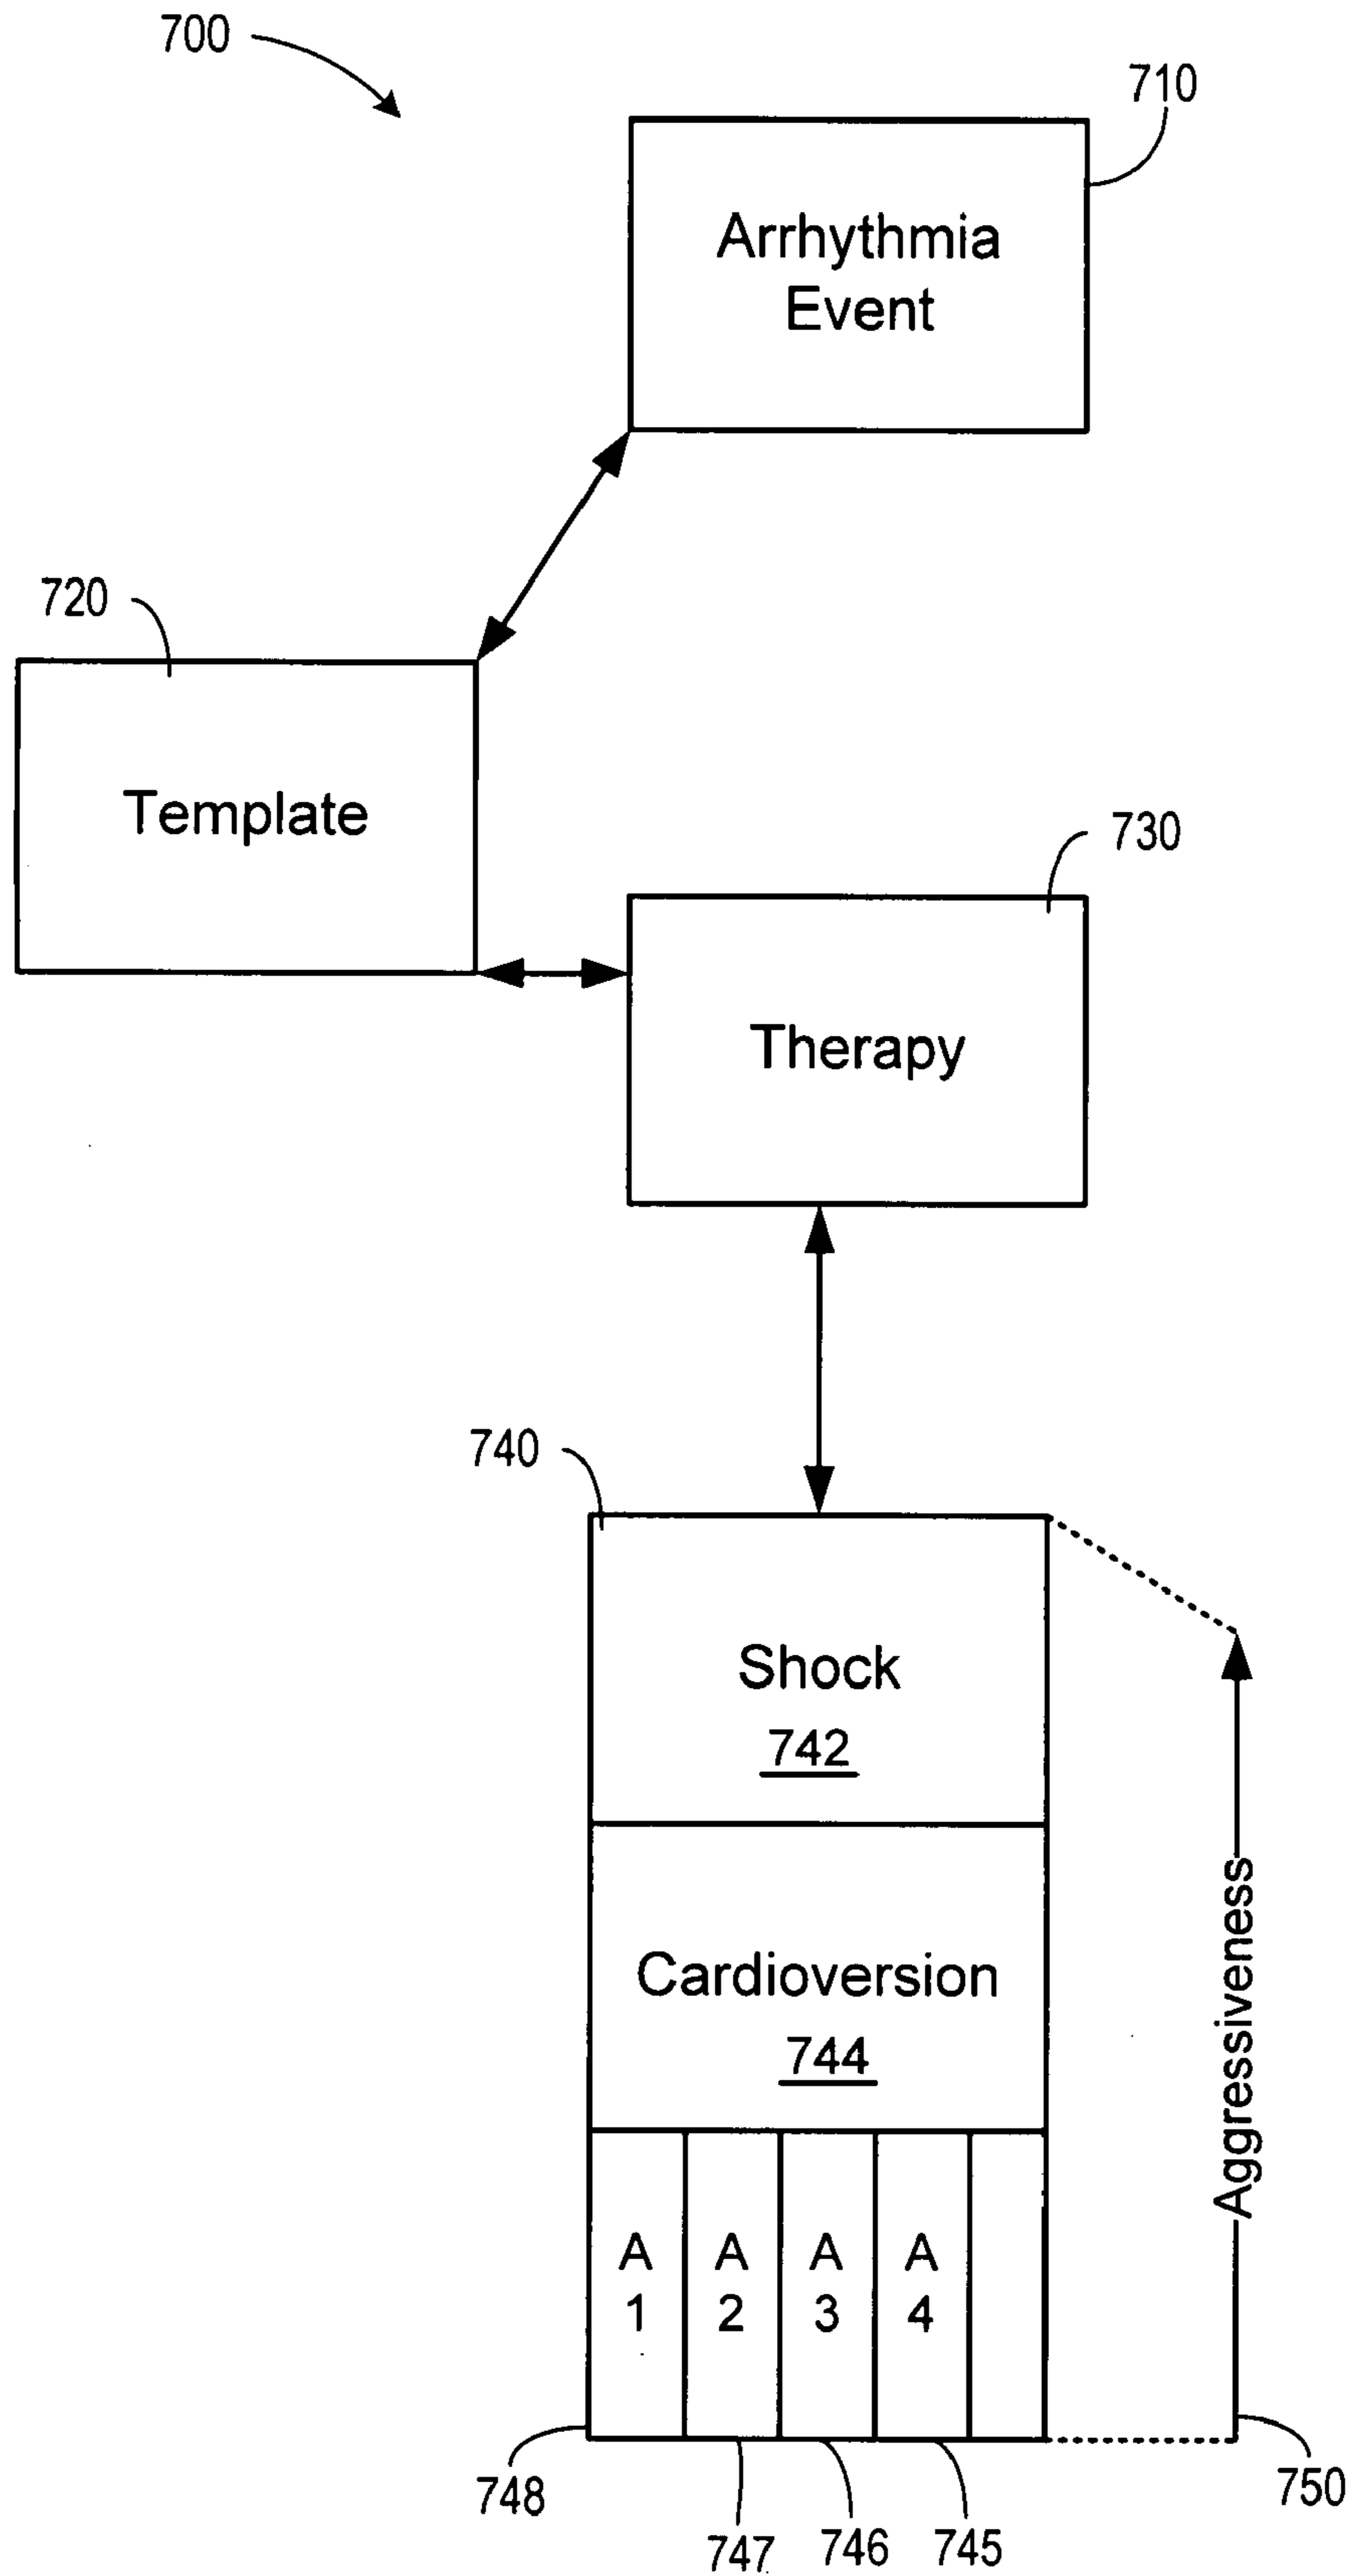 700
710
Arrhythmia
Event
720
Template
730
Therapy
740
Shock
742
Cardioversion
744
Aggressiveness
A A A A
1 2 3 4
748
747
746
745
750